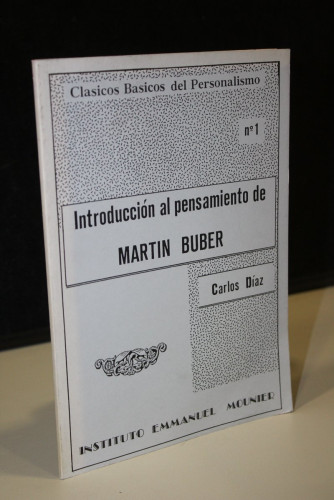 Clasicos Basicos del Personalismo
nº1
Introducción al pensamiento de
MARTIN BUBER
Carlos Díaz
INSTITUTO EMMANUEL MOUNIER